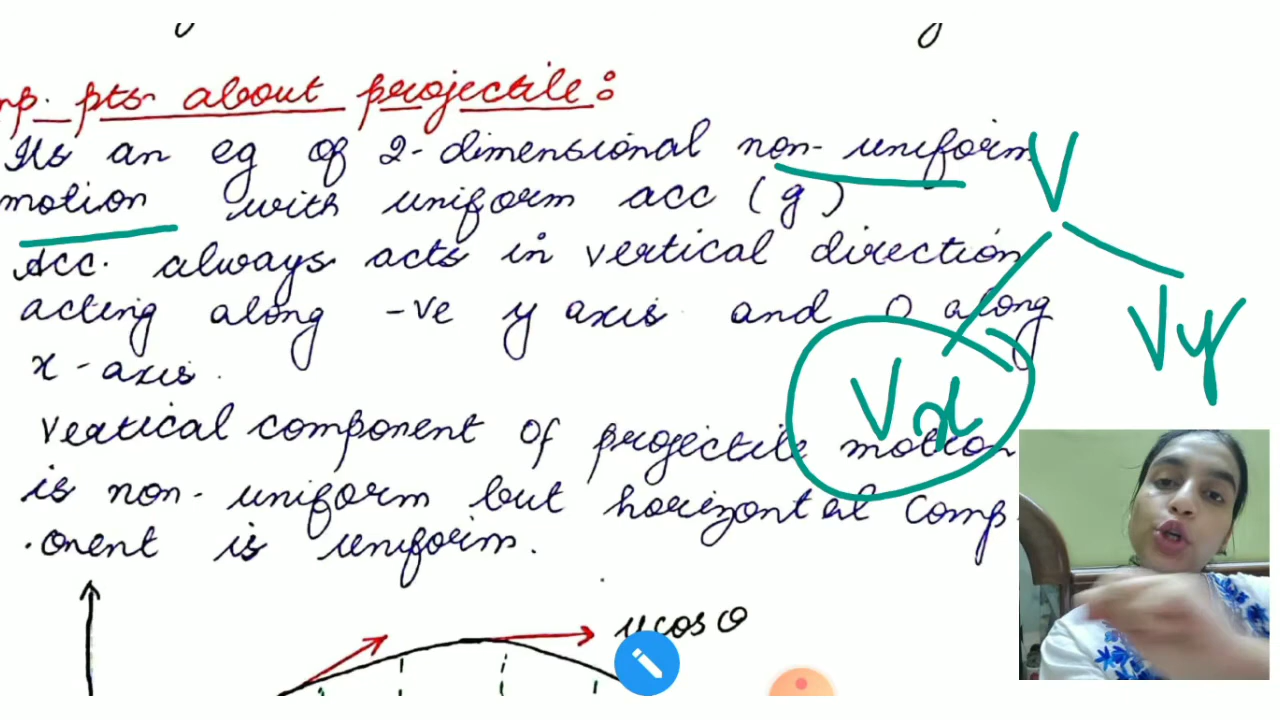 mp. pts about projectile:
Its an eg of 2-dimensional non-uniform
motion with uniform acc (g)
Acc. always acts in vertical direction
acting along -ve y axis and 0 along
x-axis.
vertical component of projectile motion
is non-uniform but horizontal comp-
onent is uniform.
V
Vx
Vy
u cos θ